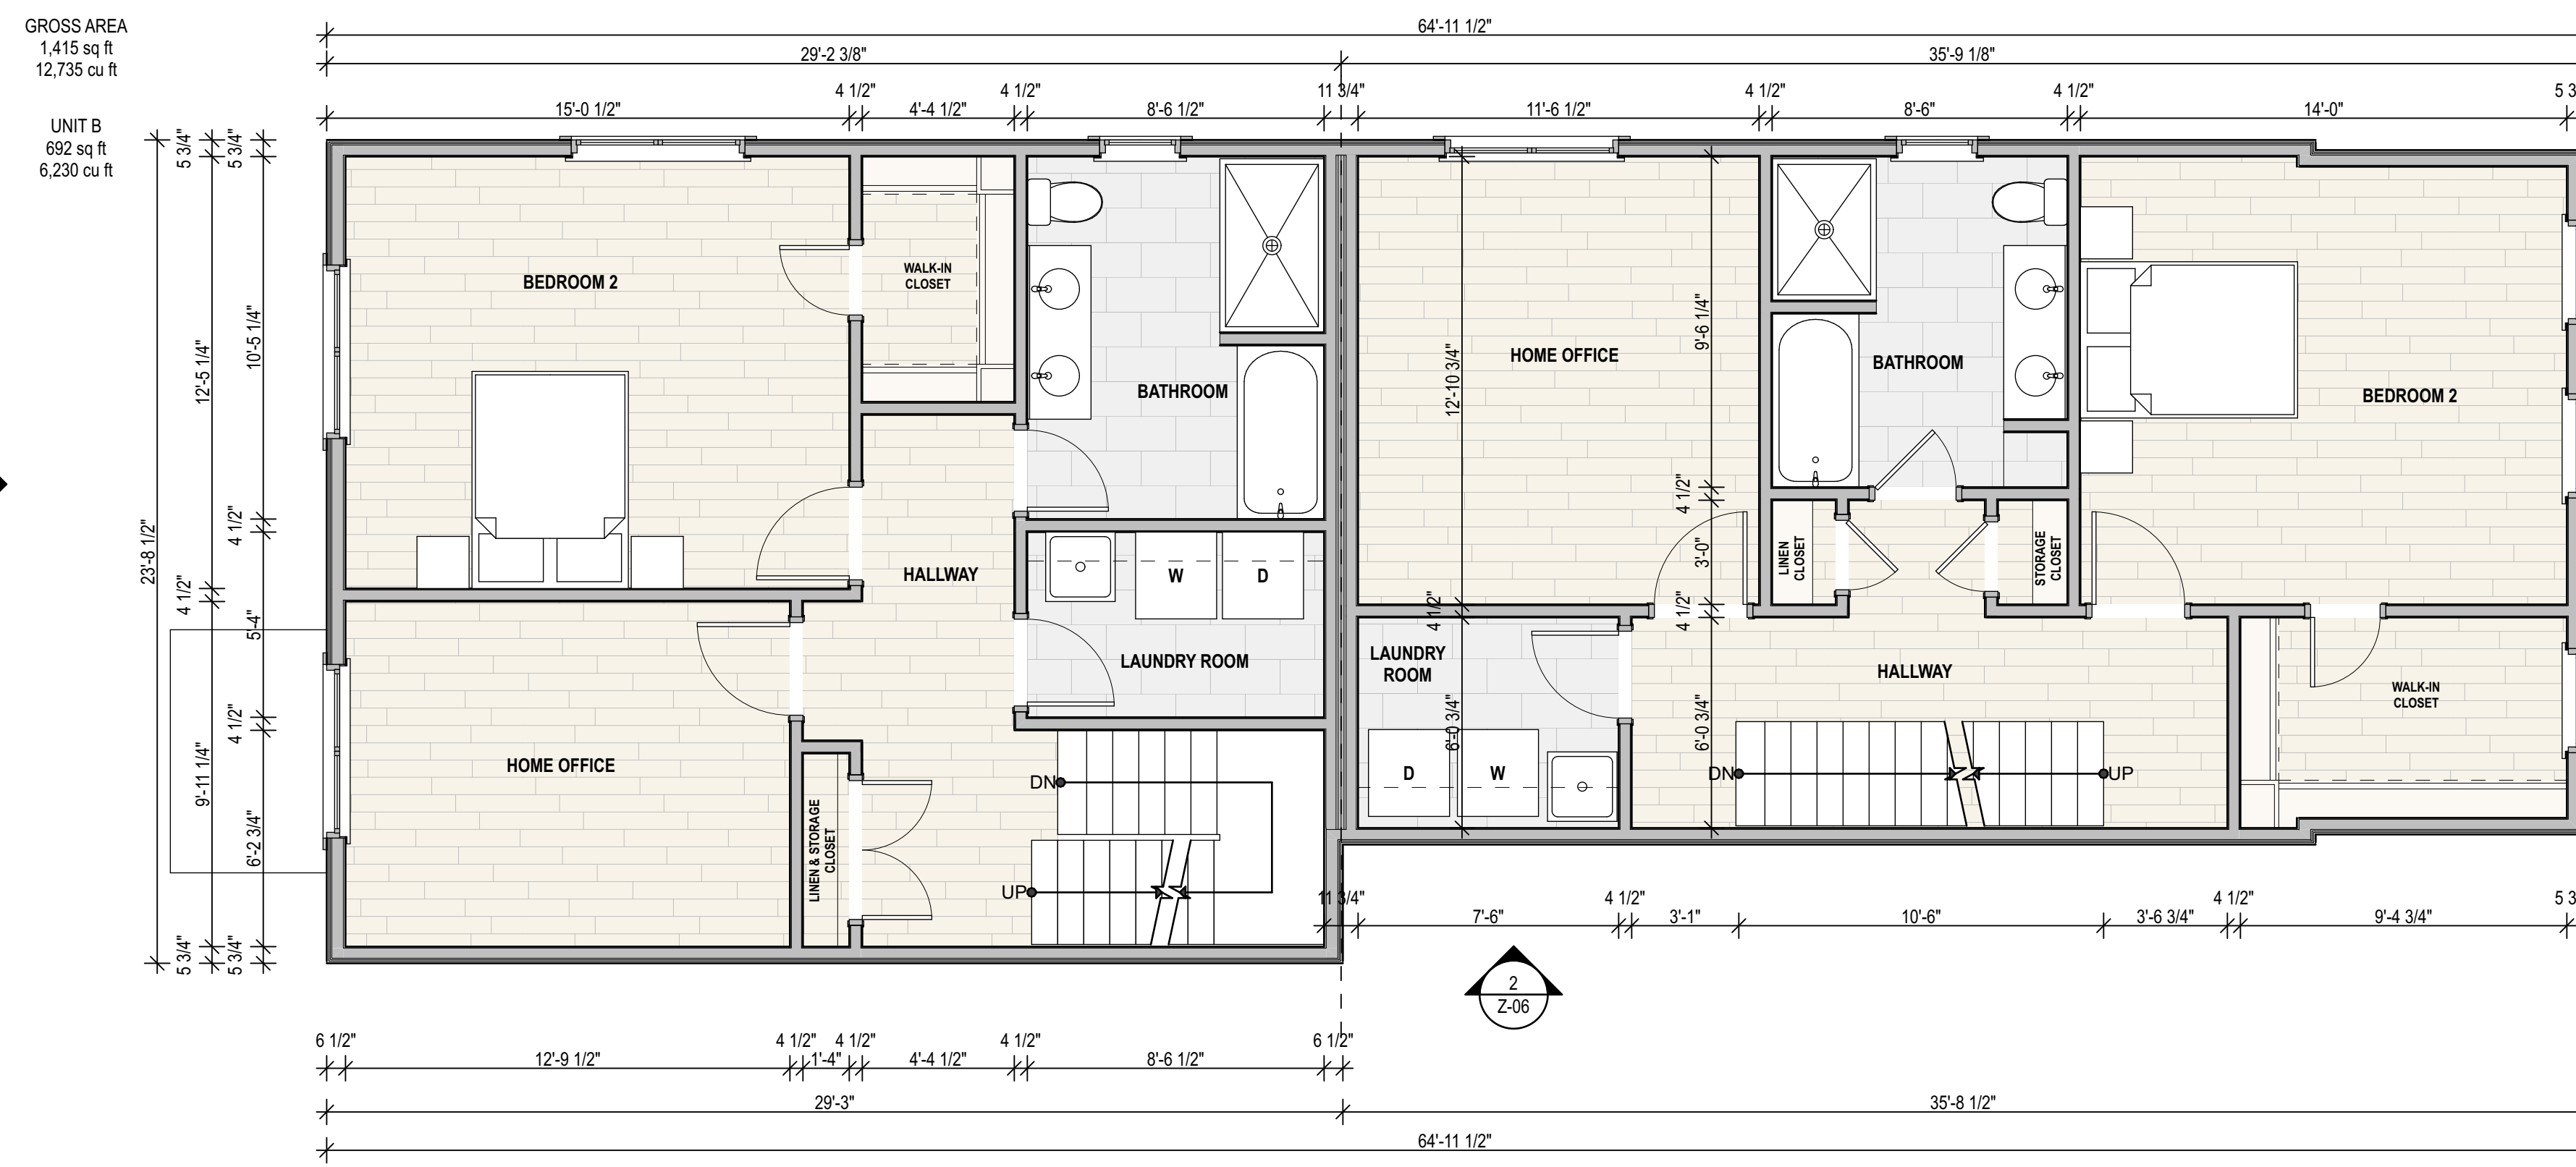 GROSS AREA
1,415 sq ft
12,735 cu ft
UNIT B
692 sq ft
6,230 cu ft
64'-11 1/2"
29'-2 3/8"
35'-9 1/8"
15'-0 1/2"
4 1/2"
4'-4 1/2"
4 1/2"
8'-6 1/2"
11 3/4"
11'-6 1/2"
4 1/2"
8'-6"
4 1/2"
14'-0"
5 3
23'-8 1/2"
5 3/4"
12'-5 1/4"
4 1/2"
9'-11 1/4"
5 3/4"
5 3/4"
10'-5 1/4"
4 1/2"
5'-4"
4 1/2"
6'-2 3/4"
5 3/4"
BEDROOM 2
WALK-IN
CLOSET
BATHROOM
HALLWAY
W
D
LAUNDRY ROOM
HOME OFFICE
LINEN & STORAGE
CLOSET
DN
UP
HOME OFFICE
12'-10 3/4"
4 1/2"
6'-0 3/4"
9'-6 1/4"
4 1/2"
3'-0"
4 1/2"
6'-0 3/4"
BATHROOM
LINEN
CLOSET
STORAGE
CLOSET
BEDROOM 2
LAUNDRY
ROOM
D
W
HALLWAY
DN
UP
WALK-IN
CLOSET
11 3/4"
7'-6"
4 1/2"
3'-1"
10'-6"
3'-6 3/4"
4 1/2"
9'-4 3/4"
5 3
2
Z-06
6 1/2"
12'-9 1/2"
4 1/2"
1'-4"
4 1/2"
4'-4 1/2"
4 1/2"
8'-6 1/2"
6 1/2"
29'-3"
35'-8 1/2"
64'-11 1/2"